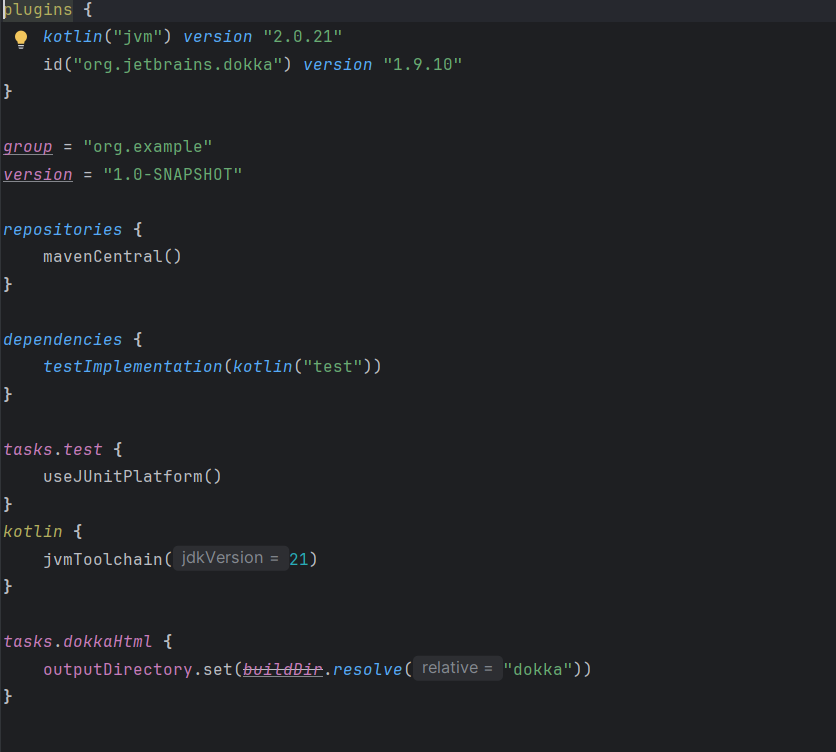 plugins {
    kotlin("jvm") version "2.0.21"
    id("org.jetbrains.dokka") version "1.9.10"
}
group = "org.example"
version = "1.0-SNAPSHOT"
repositories {
    mavenCentral()
}
dependencies {
    testImplementation(kotlin("test"))
}
tasks.test {
    useJUnitPlatform()
}
kotlin {
    jvmToolchain( jdkVersion = 21)
}
tasks.dokkaHtml {
    outputDirectory.set(buildDir.resolve( relative = "dokka"))
}